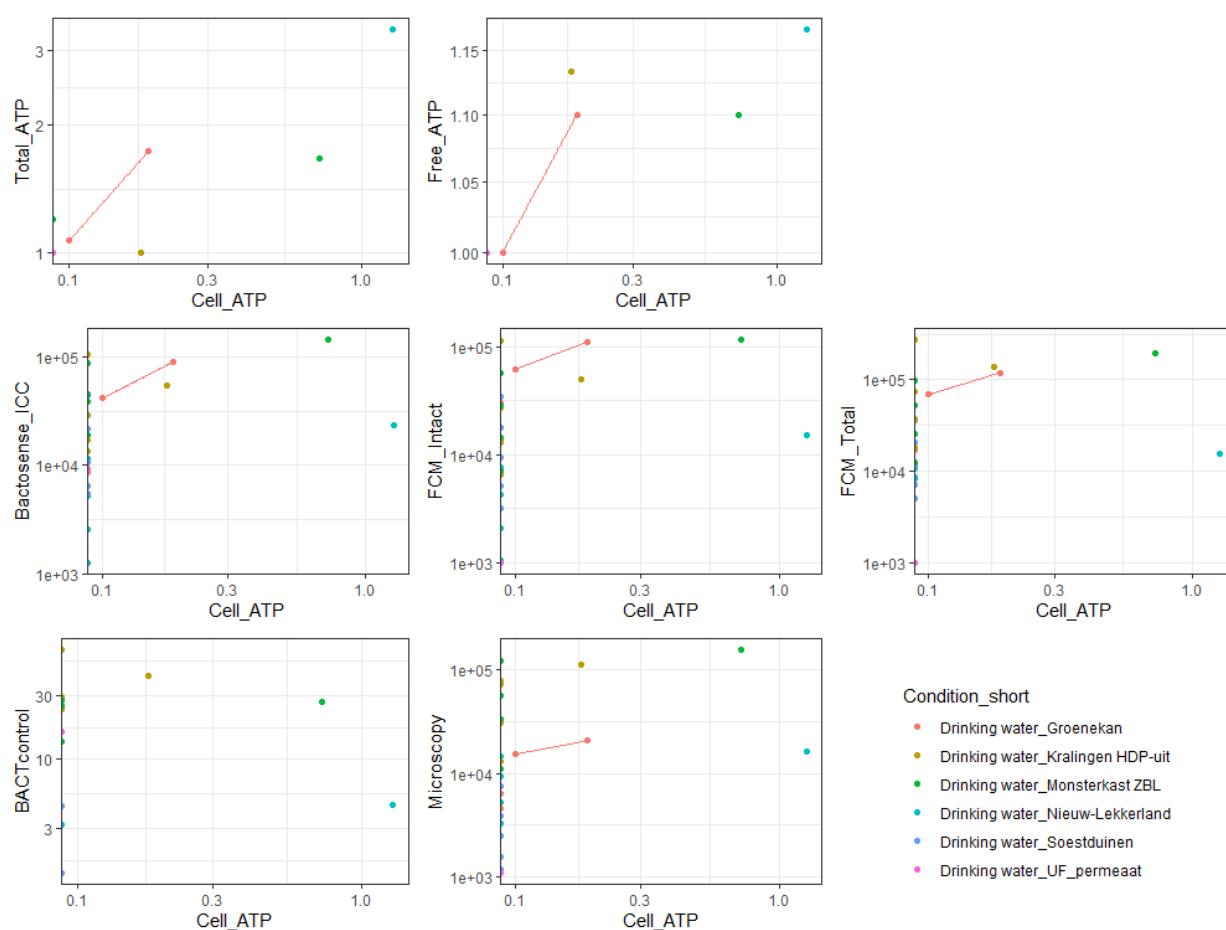 Total_ATP
3
2
1
0.1
0.3
1.0
Cell_ATP
Free_ATP
1.15
1.10
1.05
1.00
0.1
0.3
1.0
Cell_ATP
Bactosense_ICC
1e+05
1e+04
1e+03
0.1
0.3
1.0
Cell_ATP
FCM_Intact
1e+05
1e+04
1e+03
0.1
0.3
1.0
Cell_ATP
FCM_Total
1e+05
1e+04
1e+03
0.1
0.3
1.0
Cell_ATP
BACTcontrol
30
10
3
0.1
0.3
1.0
Cell_ATP
Microscopy
1e+05
1e+04
1e+03
0.1
0.3
1.0
Cell_ATP
Condition_short
Drinking water_Groenekan
Drinking water_Kralingen HDP-uit
Drinking water_Monsterkast ZBL
Drinking water_Nieuw-Lekkerland
Drinking water_Soestduinen
Drinking water_UF_permeaat